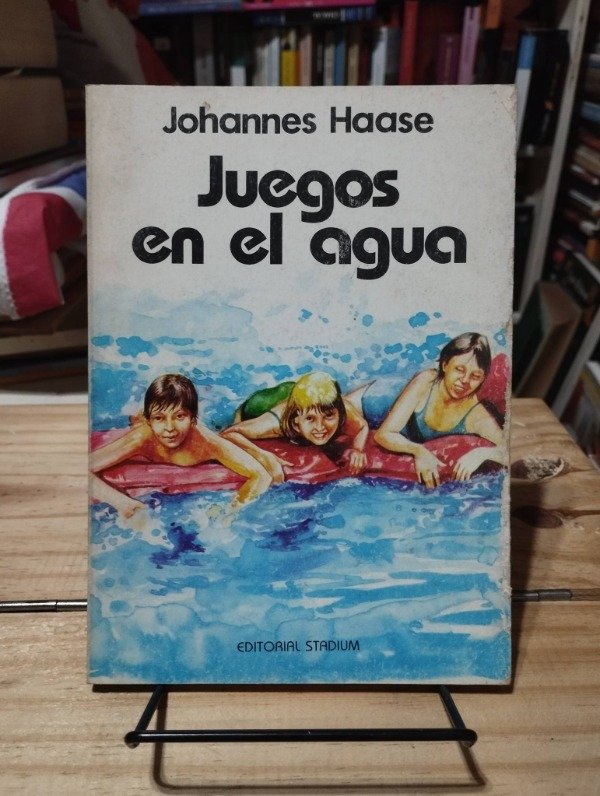 Johannes Haase
Juegos
en el agua
EDITORIAL STADIUM